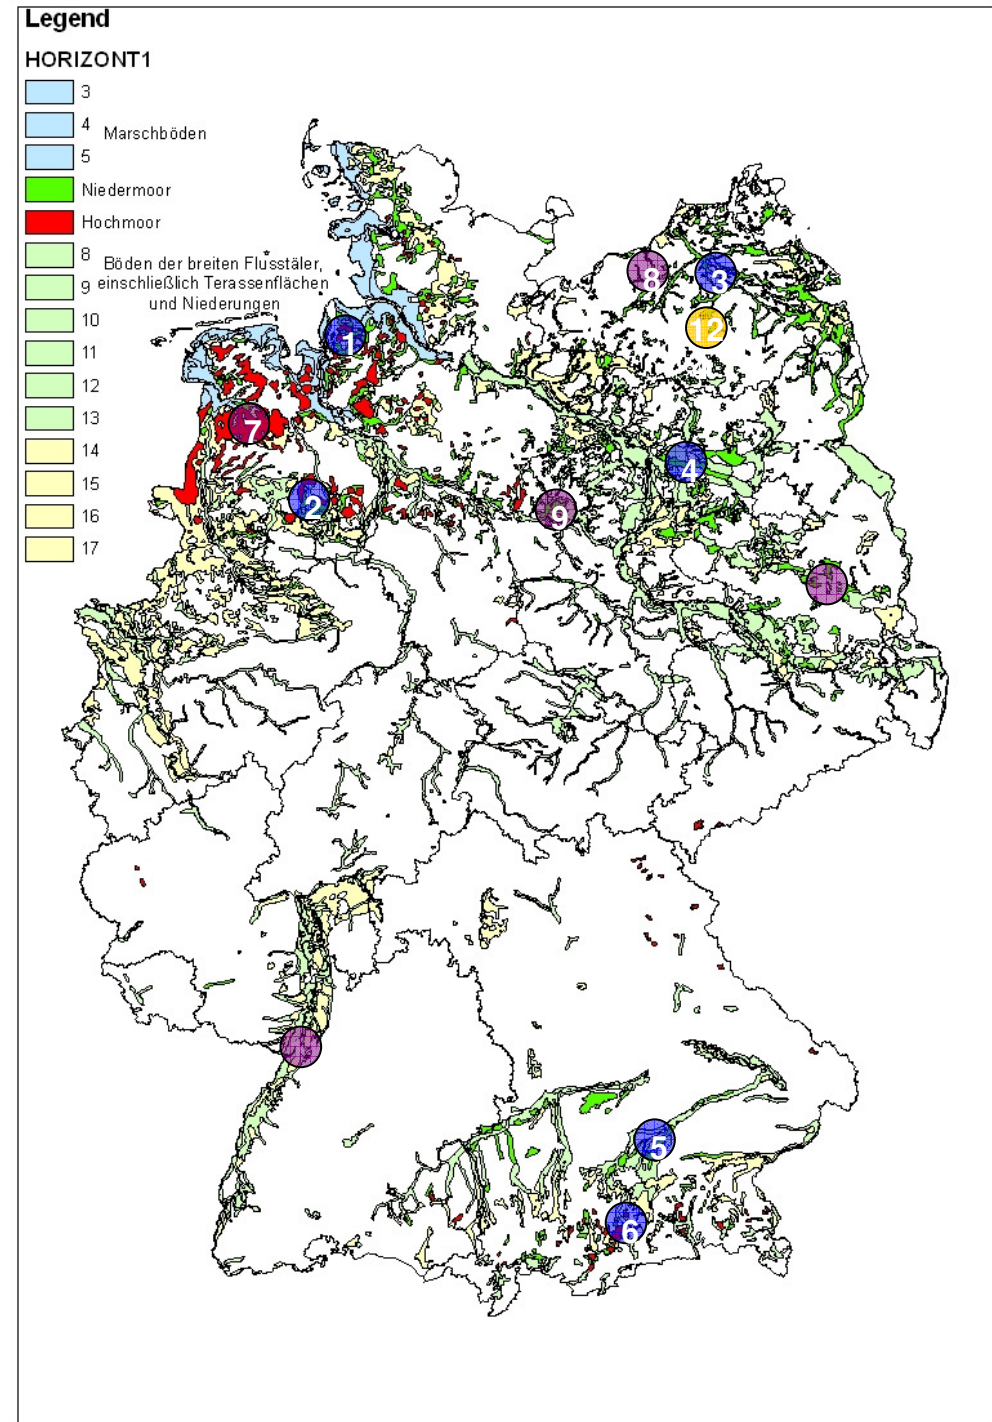 Legend
HORIZONT1
3
4
Marschböden
5
Niedermoor
Hochmoor
8
Böden der breiten Flusstäler,
9
einschließlich Terassenflächen
und Niederungen
10
11
12
13
14
15
16
17
8
3
12
1
7
4
2
9
5
6